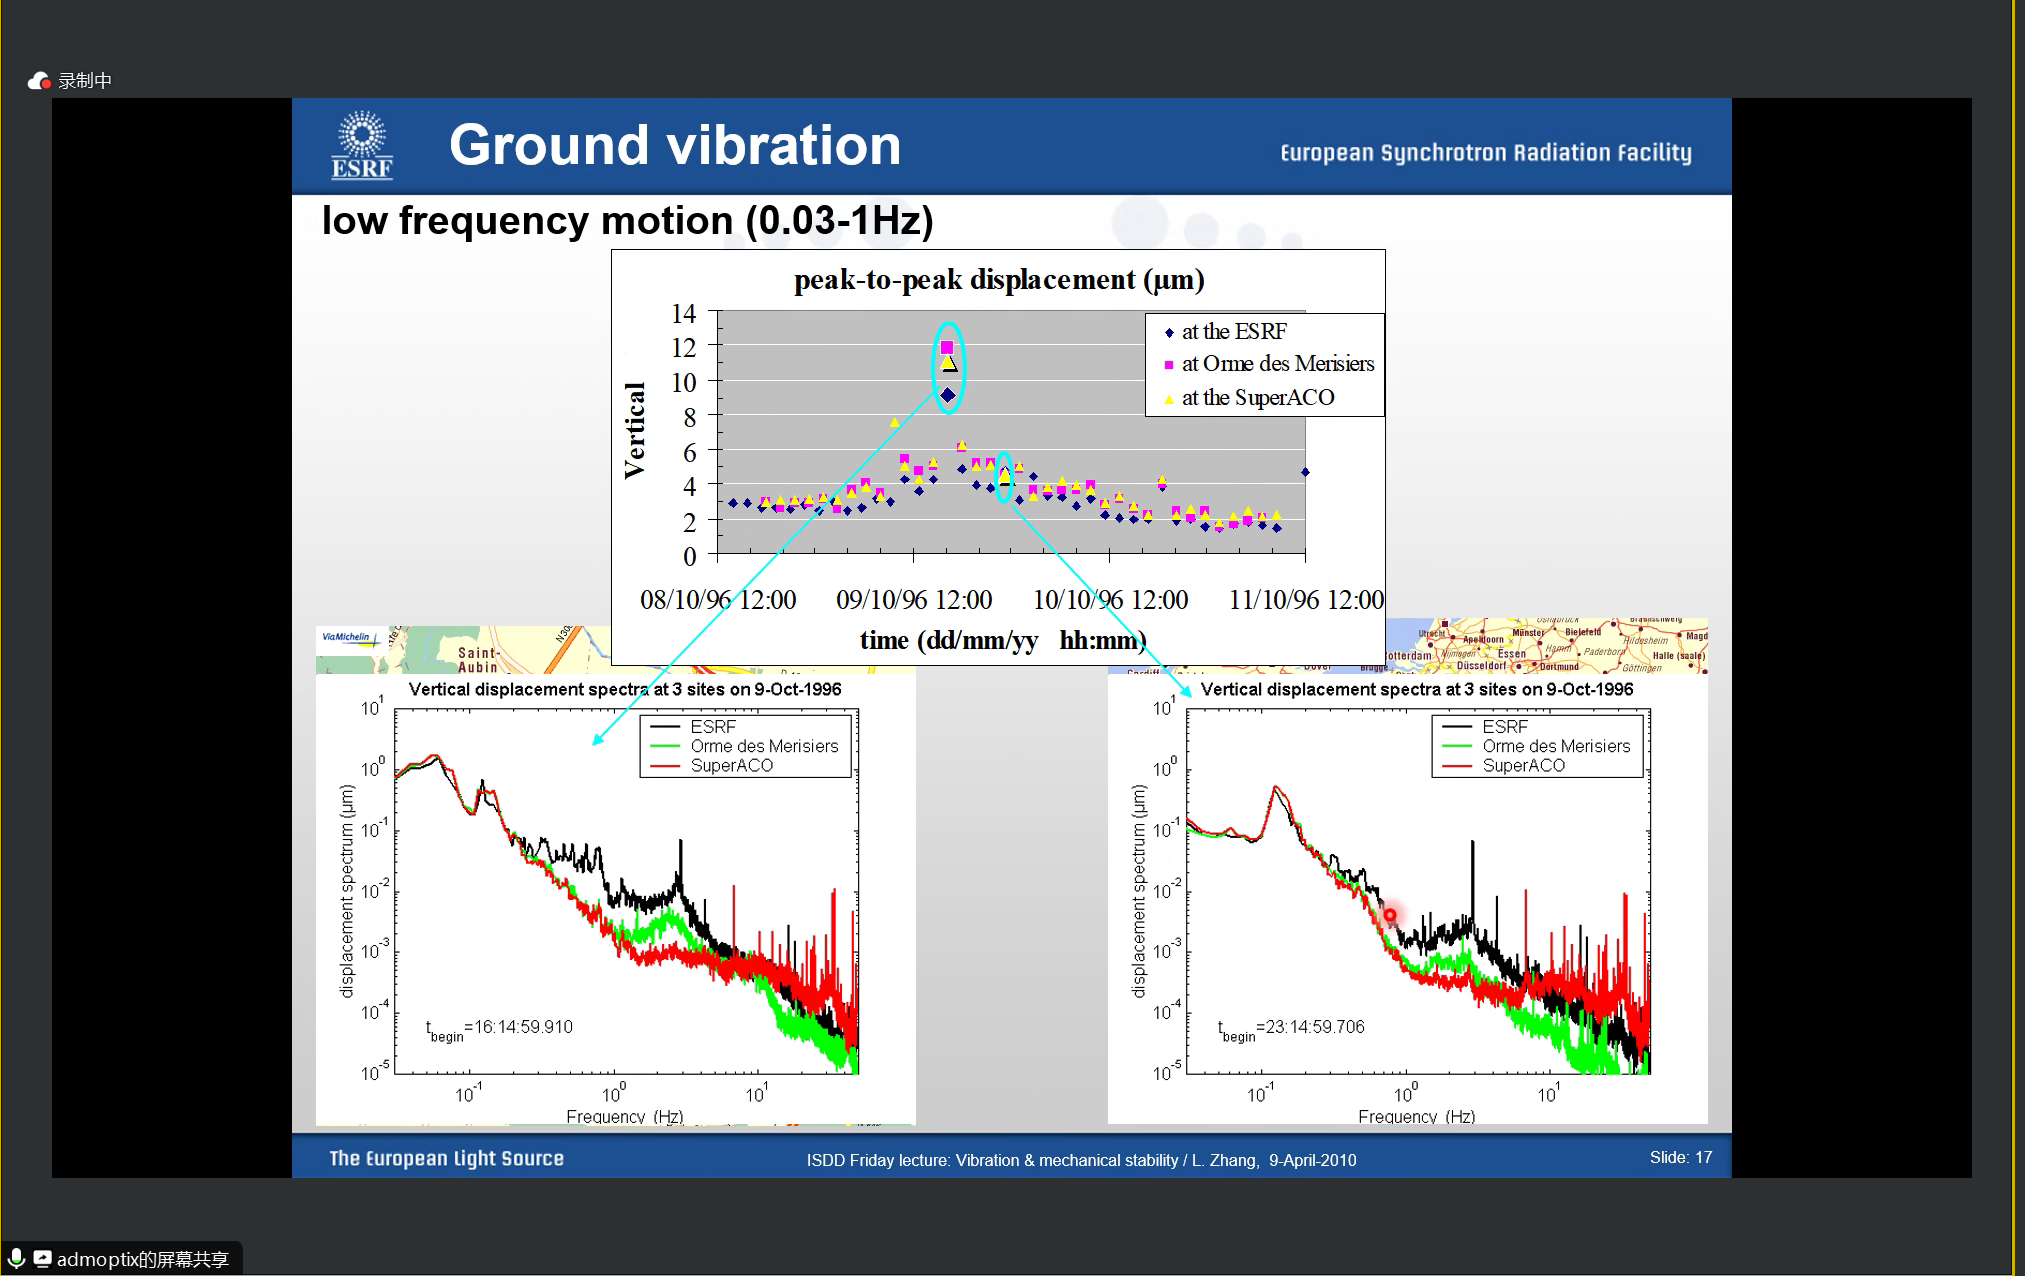 录制中
ESRF
Ground vibration
European Synchrotron Radiation Facility
low frequency motion (0.03-1Hz)
peak-to-peak displacement (µm)
14
12
10
8
6
4
2
0
Vertical
at the ESRF
at Orme des Merisiers
at the SuperACO
08/10/96 12:00 09/10/96 12:00 10/10/96 12:00 11/10/96 12:00
time (dd/mm/yy hh:mm)
ViaMichelin
Saint-
Aubin
Utrecht
Apeldoorn
Münster
Bielefeld
Hildesheim
Magd
Rotterdam
Nijmegen
Essen
Hamm
Paderborn
Halle (saale)
Düsseldorf
Dortmund
Göttingen
Vertical displacement spectra at 3 sites on 9-Oct-1996
ESRF
Orme des Merisiers
SuperACO
displacement spectrum (µm)
10^1
10^0
10^-1
10^-2
10^-3
10^-4
10^-5
t_begin=16:14:59.910
10^-1 10^0 10^1
Frequency (Hz)
Vertical displacement spectra at 3 sites on 9-Oct-1996
ESRF
Orme des Merisiers
SuperACO
displacement spectrum (µm)
10^1
10^0
10^-1
10^-2
10^-3
10^-4
10^-5
t_begin=23:14:59.706
10^-1 10^0 10^1
Frequency (Hz)
The European Light Source
ISDD Friday lecture: Vibration & mechanical stability / L. Zhang, 9-April-2010
Slide: 17
admoptix的屏幕共享